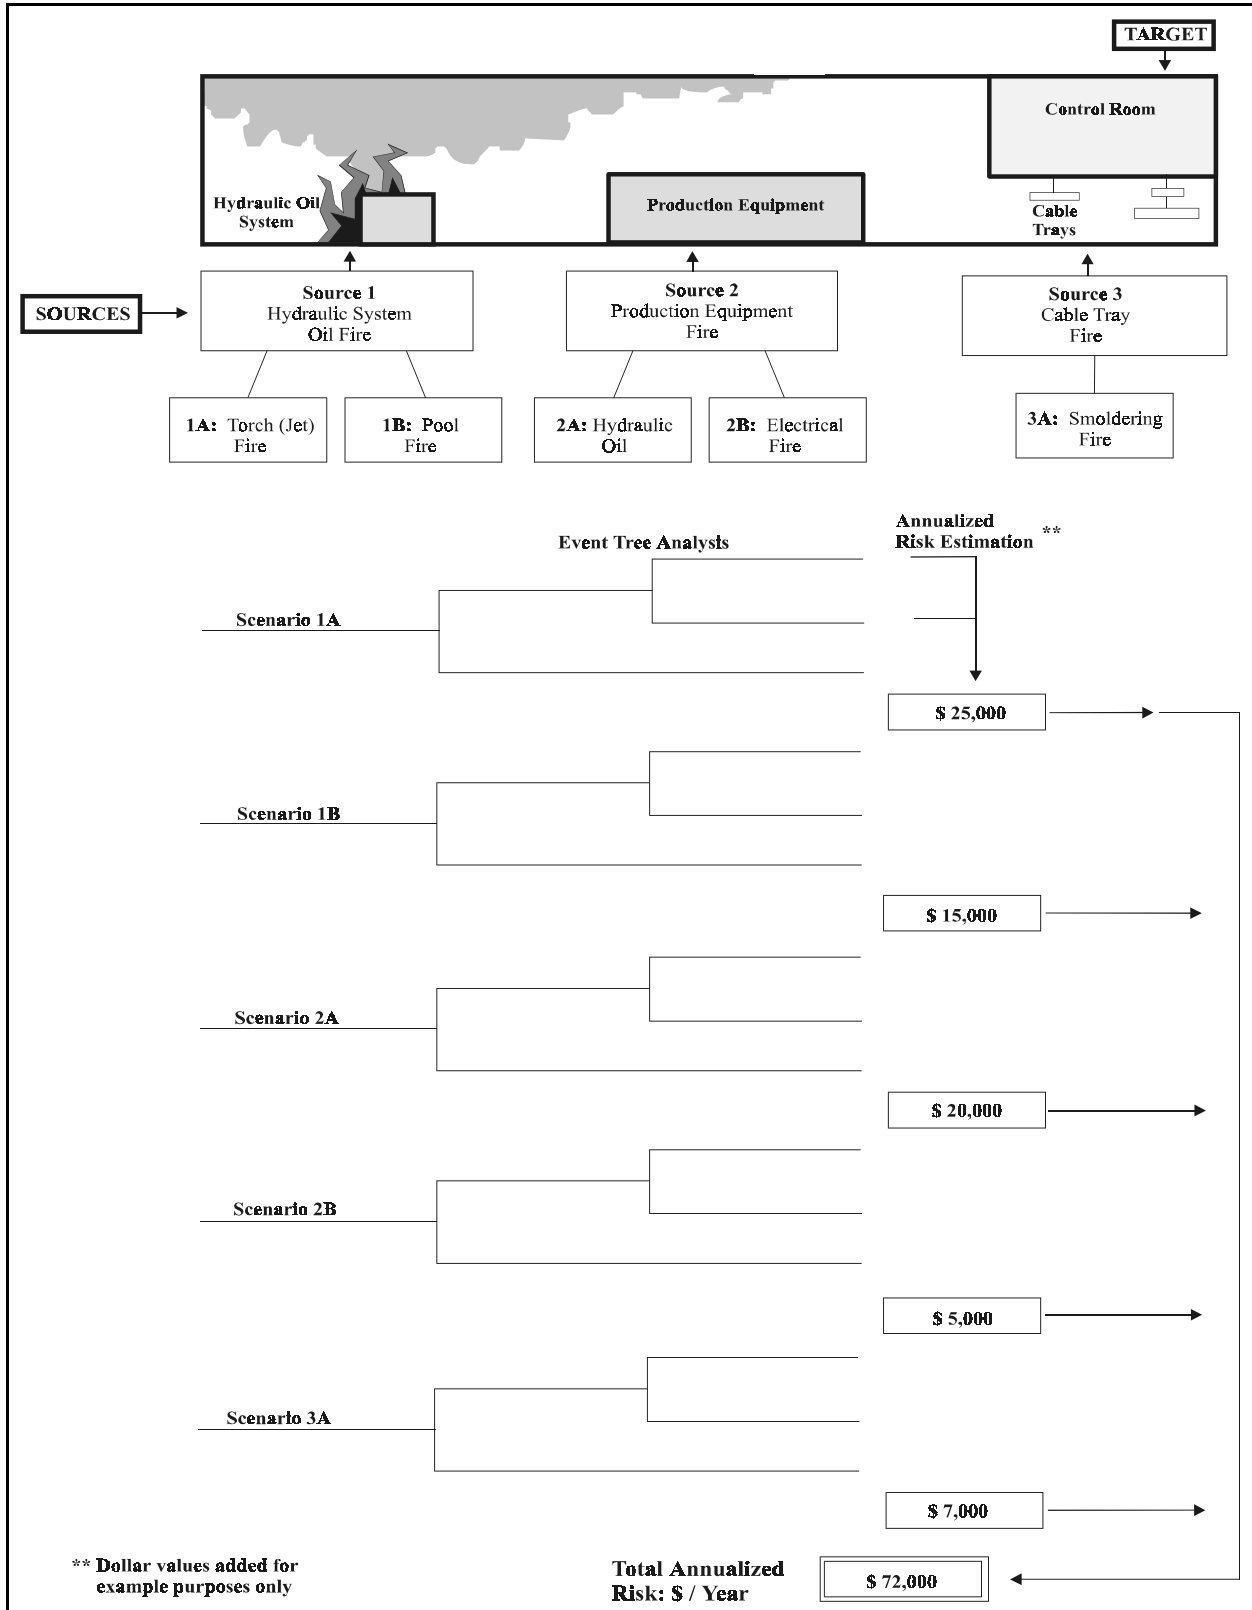 TARGET
Control Room
Hydraulic Oil
System
Production Equipment
Cable
Trays
SOURCES
Source 1
Hydraulic System
Oil Fire
Source 2
Production Equipment
Fire
Source 3
Cable Tray
Fire
1A: Torch (Jet)
Fire
1B: Pool
Fire
2A: Hydraulic
Oil
2B: Electrical
Fire
3A: Smoldering
Fire
Event Tree Analysis
Annualized
Risk Estimation **
Scenario 1A
$ 25,000
Scenario 1B
$ 15,000
Scenario 2A
$ 20,000
Scenario 2B
$ 5,000
Scenario 3A
$ 7,000
** Dollar values added for
example purposes only
Total Annualized
Risk: $ / Year
$ 72,000